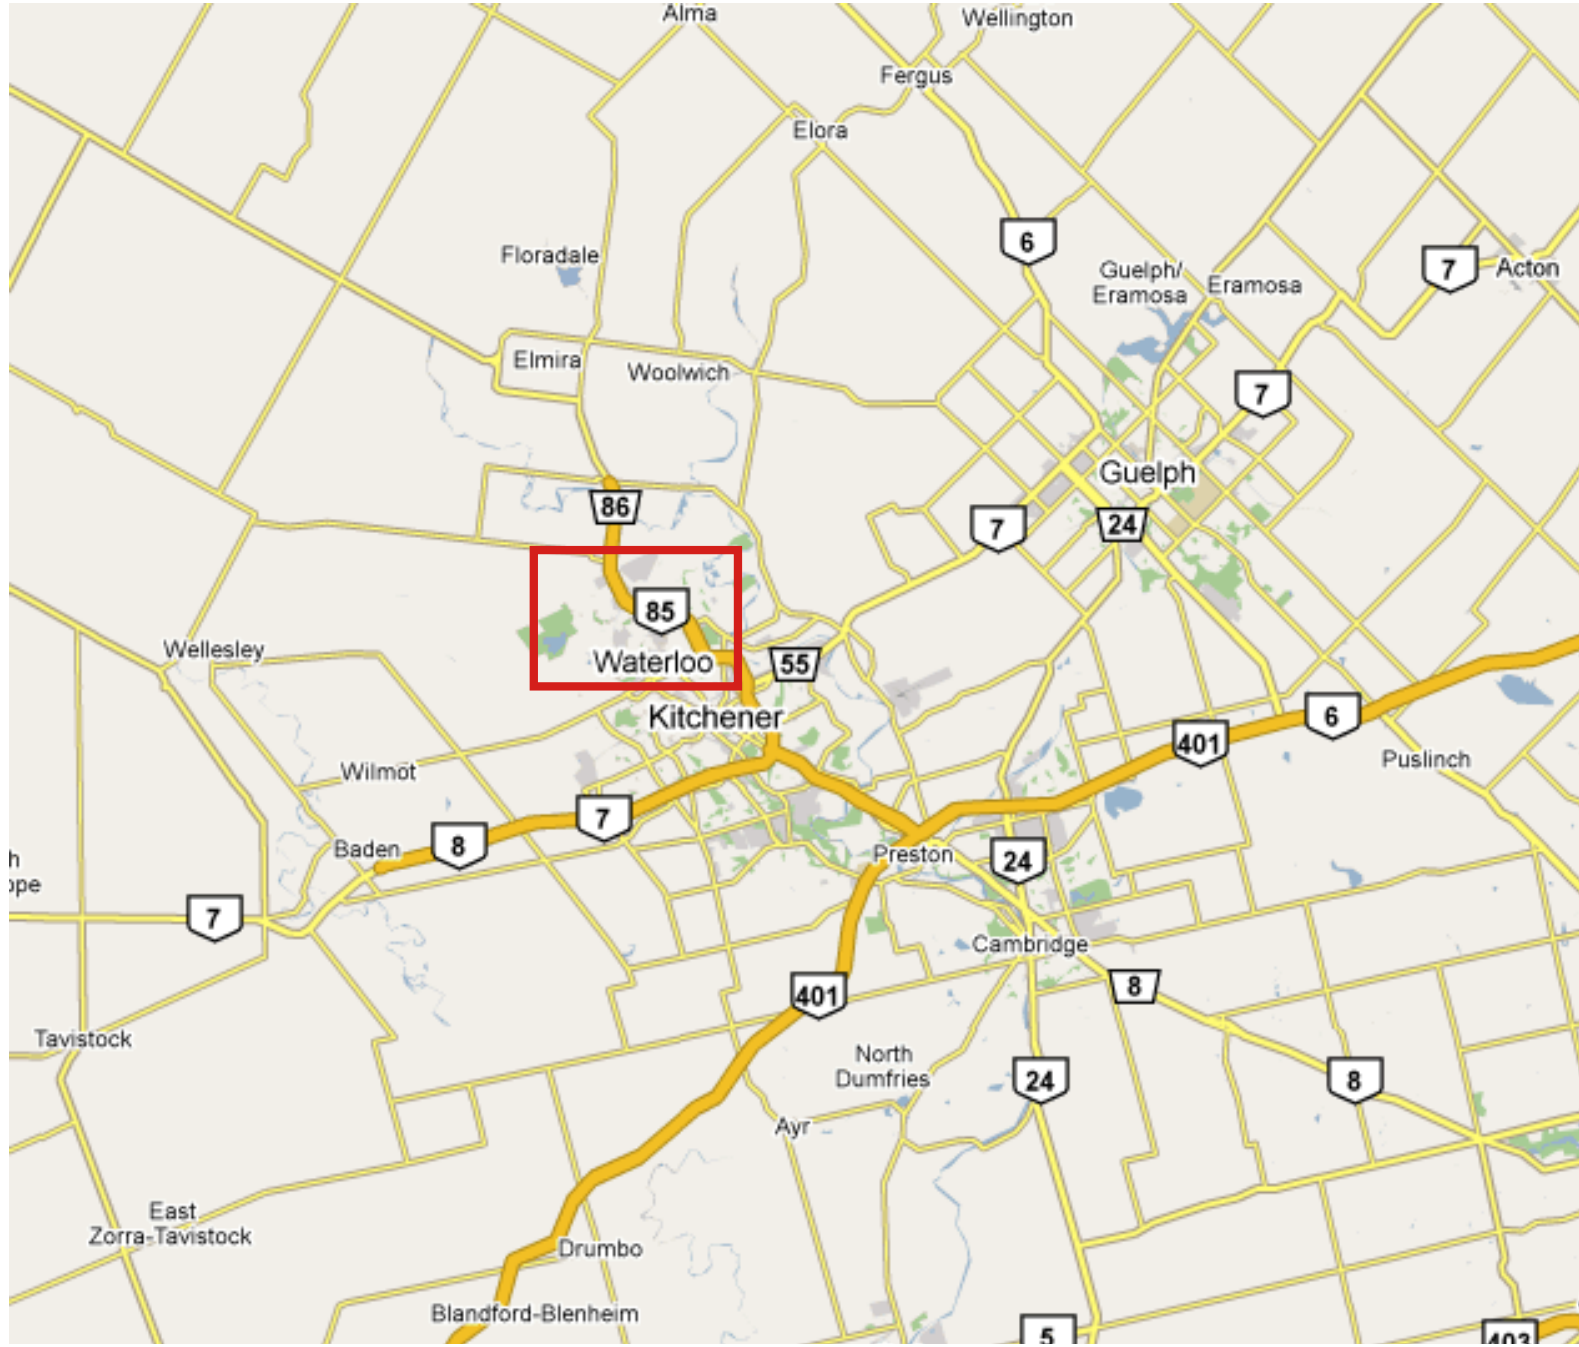 Alma
Wellington
Fergus
Elora
6
Floradale
Guelph/
Eramosa
Eramosa
7
Acton
Elmira
Woolwich
7
Guelph
86
7
24
85
Wellesley
Waterloo
55
Kitchener
6
401
Puslinch
Wilmot
7
8
Baden
Preston
24
h
ope
7
Cambridge
8
401
Tavistock
North
Dumfries
24
8
Ayr
East
Zorra-Tavistock
Drumbo
Blandford-Blenheim
5
403